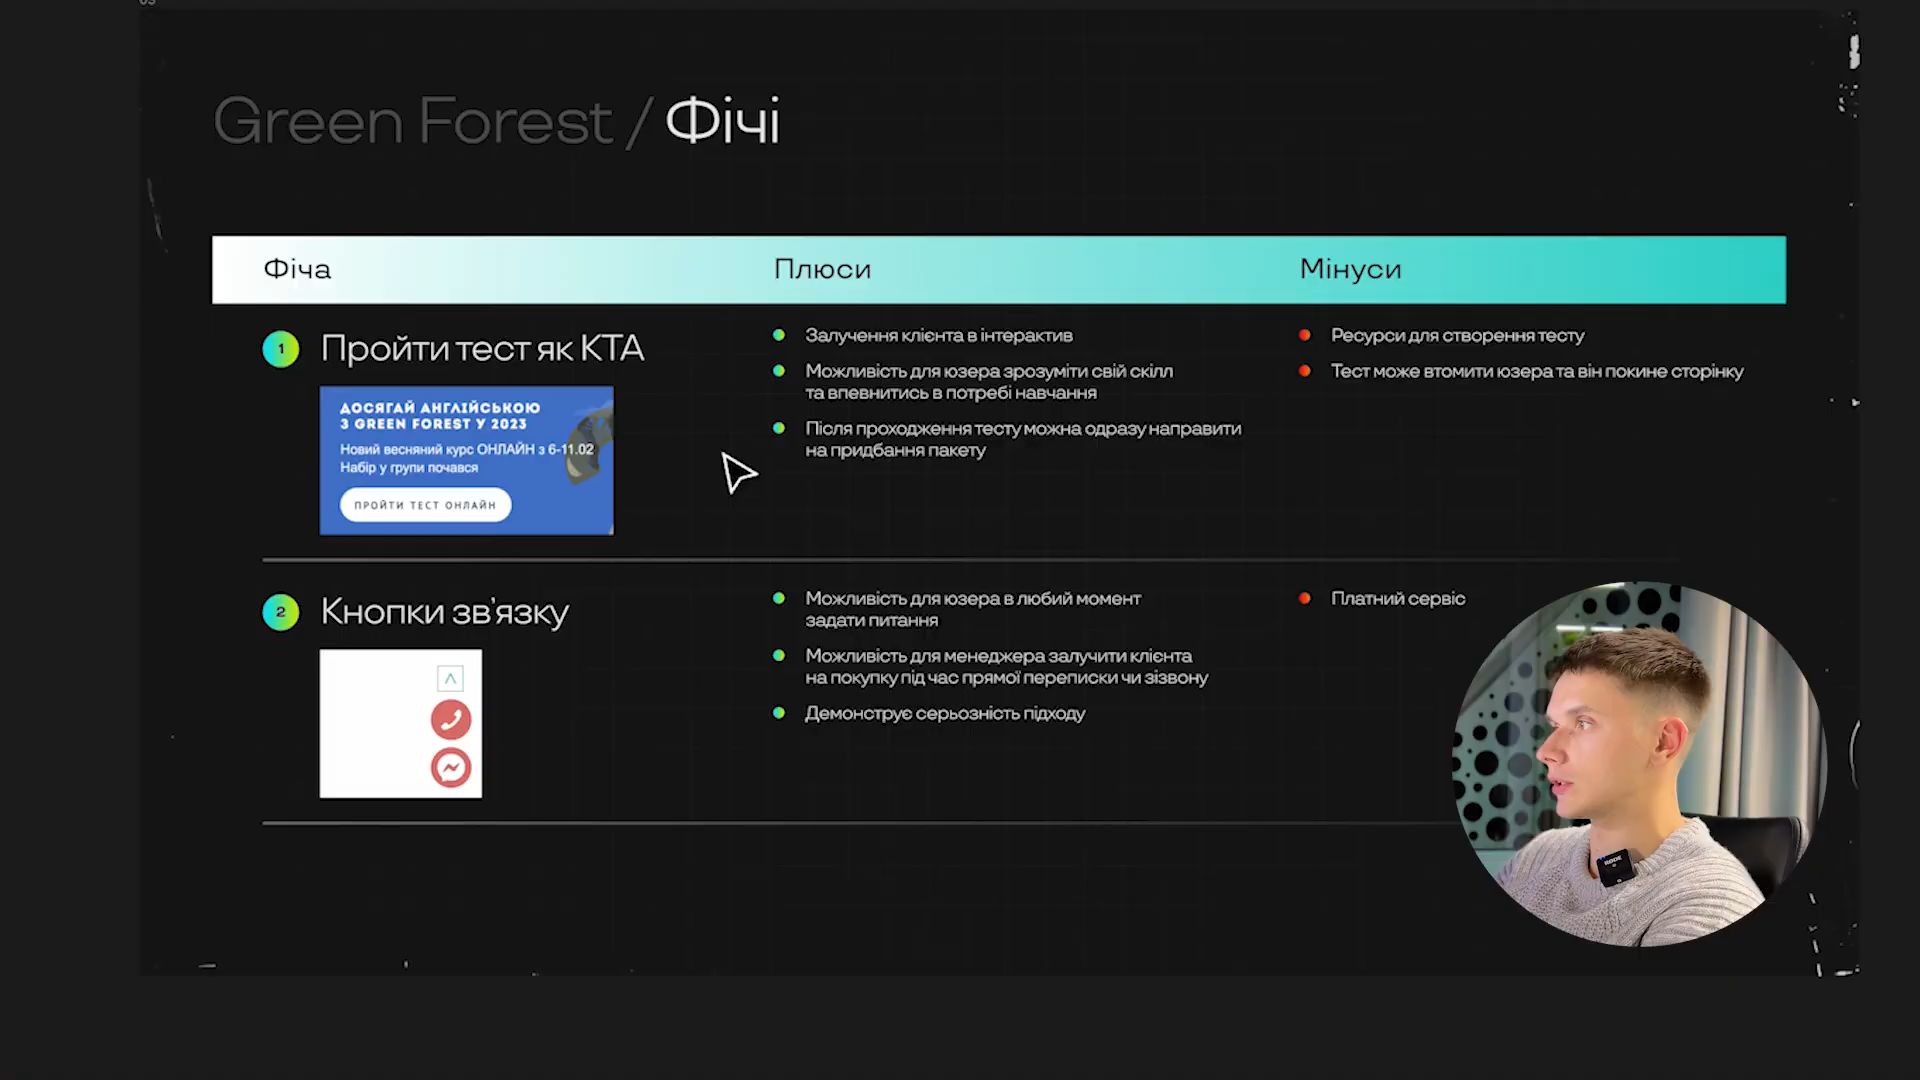 Green Forest / Фічі
Фіча
Плюси
Мінуси
1
Пройти тест як КТА
ДОСЯГАЙ АНГЛІЙСЬКОЮ
З GREEN FOREST У 2023
Новий весняний курс ОНЛАЙН з 6-11.02
Набір у групи почався
ПРОЙТИ ТЕСТ ОНЛАЙН
Залучення клієнта в інтерактив
Можливість для юзера зрозуміти свій скілл
та впевнитись в потребі навчання
Після проходження тесту можна одразу направити
на придбання пакету
Ресурси для створення тесту
Тест може втомити юзера та він покине сторінку
2
Кнопки зв'язку
Можливість для юзера в любий момент
задати питання
Можливість для менеджера залучити клієнта
на покупку під час прямої переписки чи зізвону
Демонструє серьозність підходу
Платний сервіс
RODE